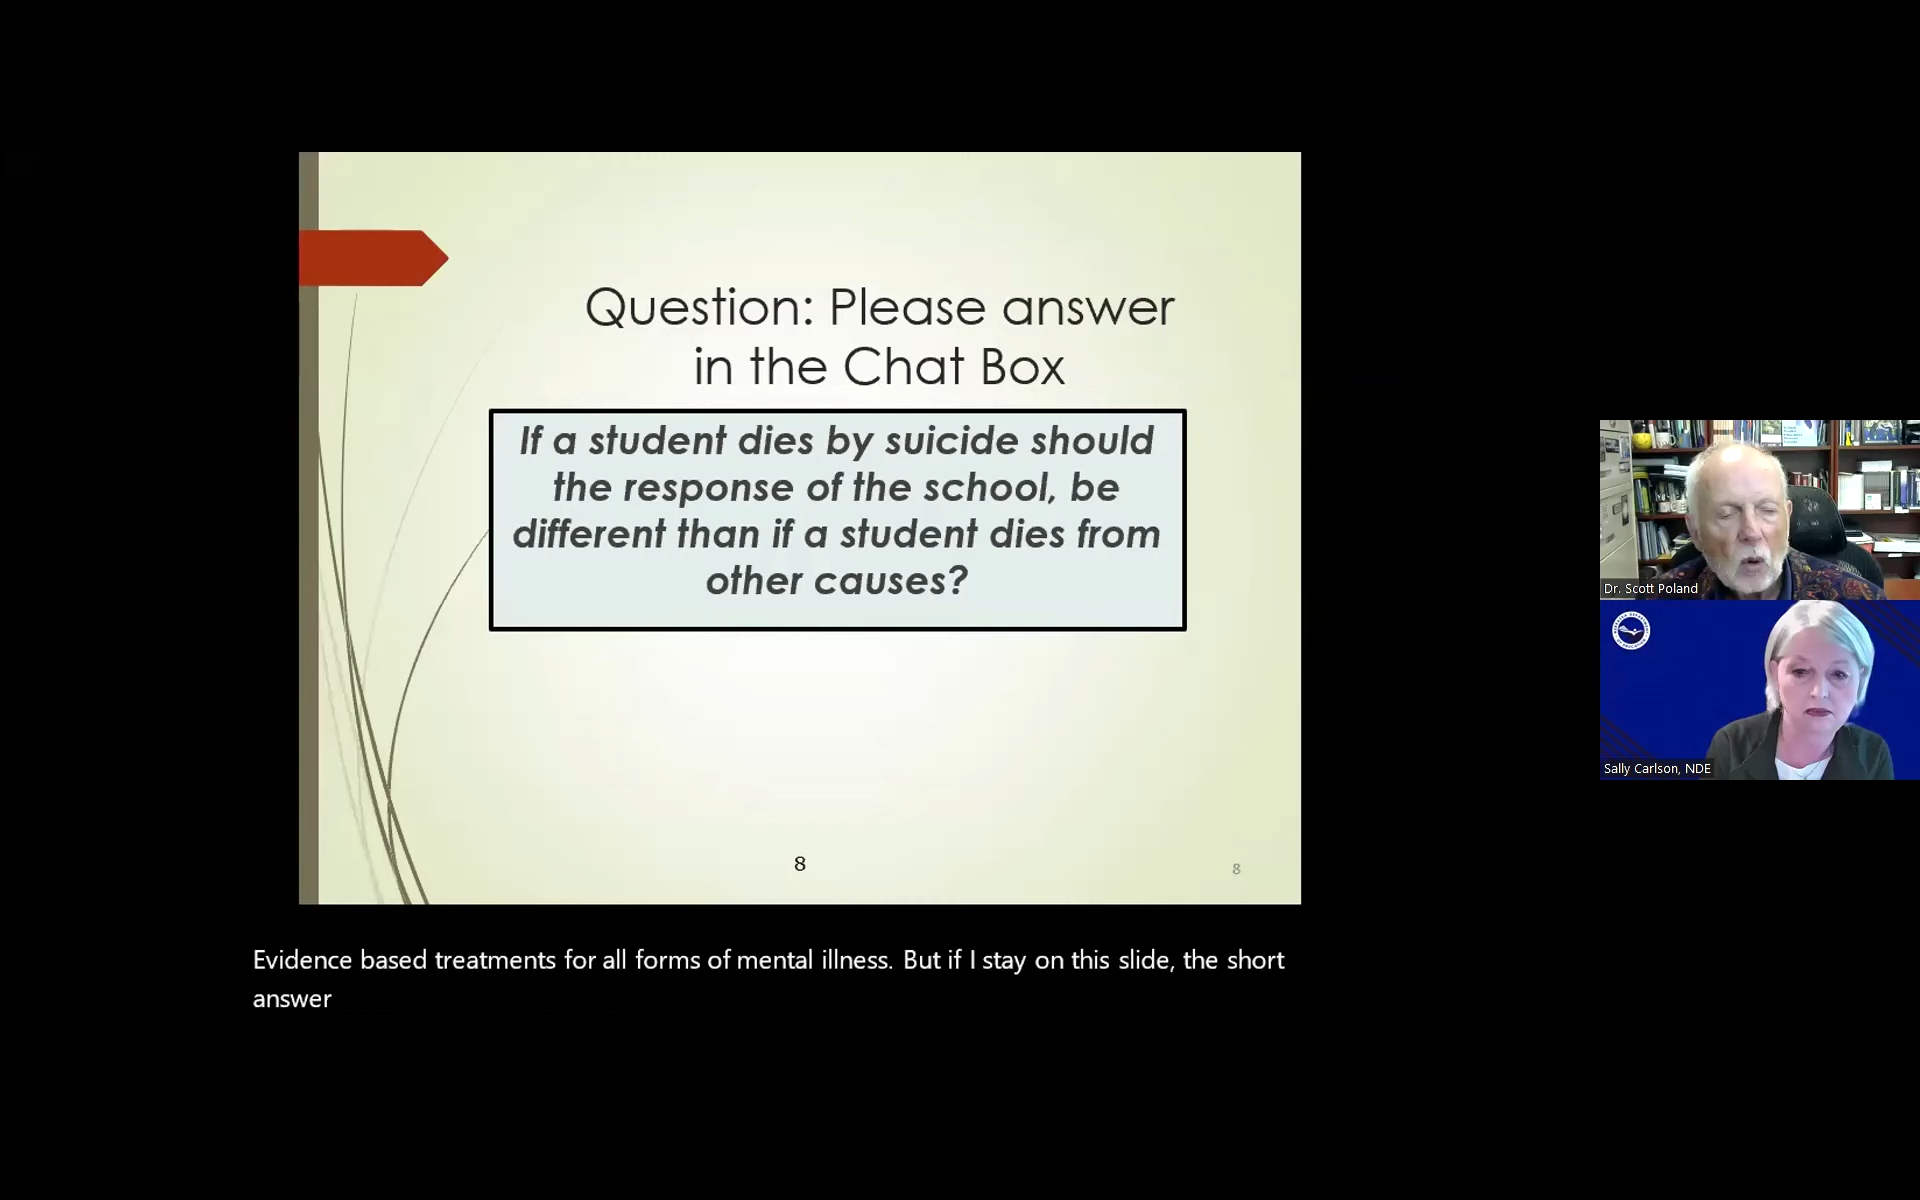 Question: Please answer
in the Chat Box
If a student dies by suicide should
the response of the school, be
different than if a student dies from
other causes?
8
8
Dr. Scott Poland
Sally Carlson, NDE
Evidence based treatments for all forms of mental illness. But if I stay on this slide, the short
answer